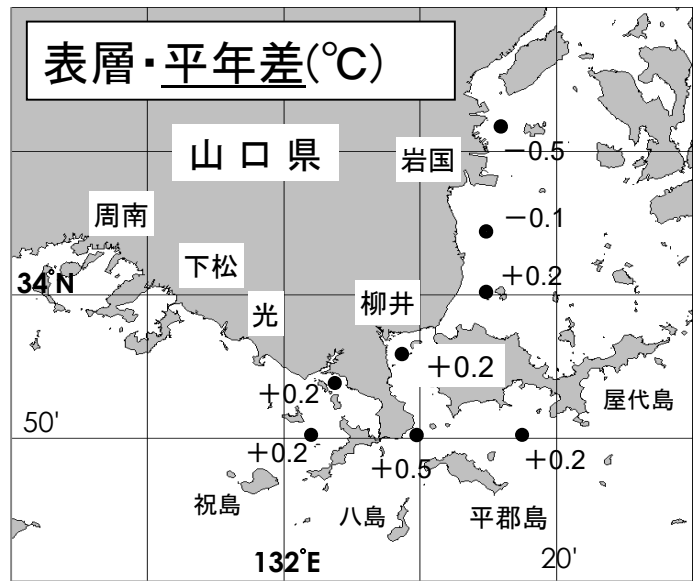 表層・平年差(℃)
山口県
岩国
－0.5
周南
－0.1
下松
＋0.2
34°N
光
柳井
＋0.2
＋0.2
屋代島
50'
＋0.2
＋0.5
＋0.2
祝島
八島
平郡島
132°E
20'